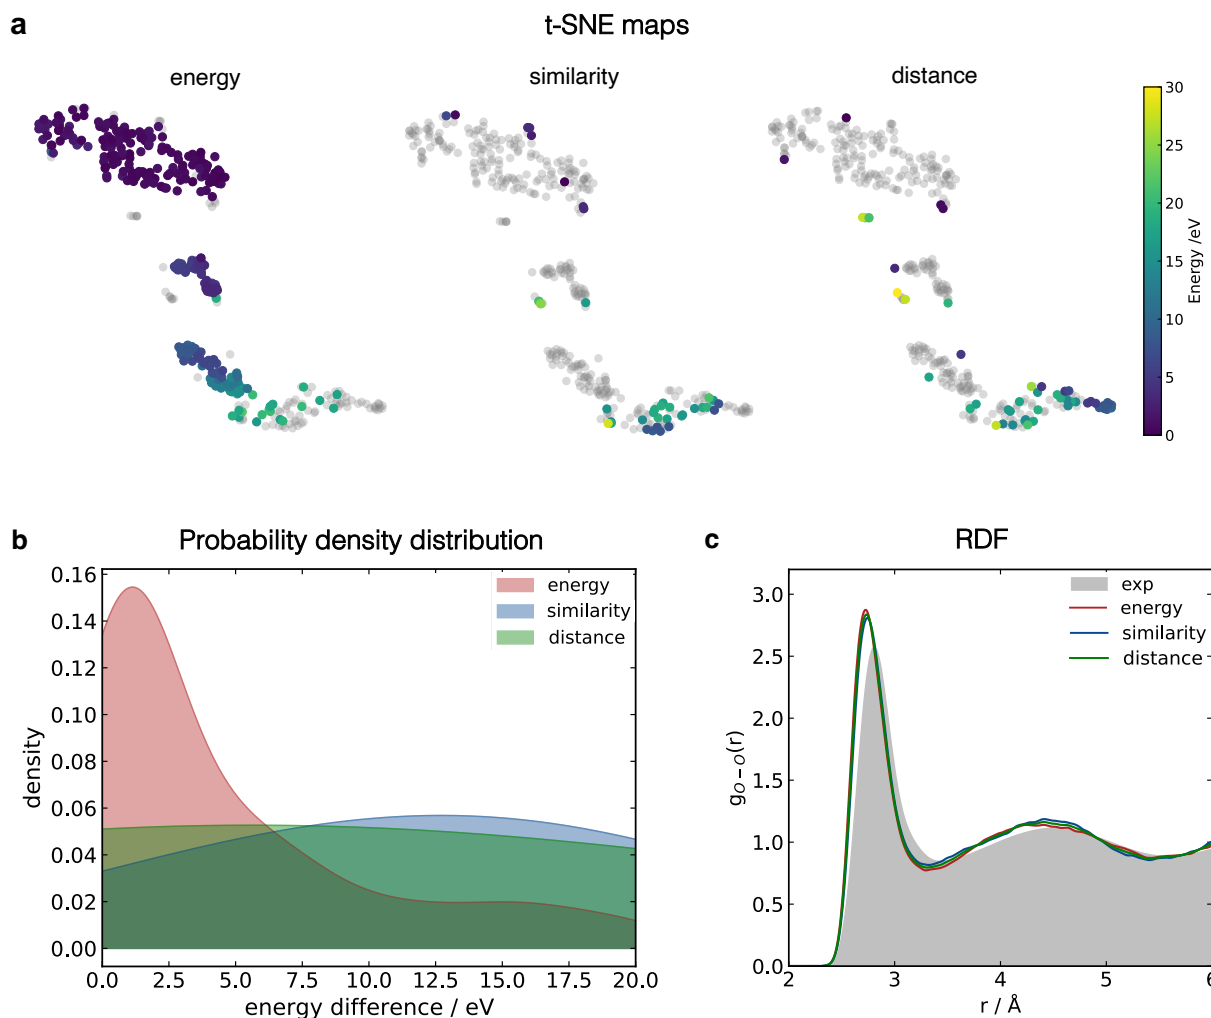 a
t-SNE maps
energy
similarity
distance
30
25
20
15
10
5
0
Energy /eV
b
Probability density distribution
0.16
0.14
0.12
0.10
0.08
0.06
0.04
0.02
0.00
density
energy
similarity
distance
0.0 2.5 5.0 7.5 10.0 12.5 15.0 17.5 20.0
energy difference / eV
c
RDF
3.0
2.5
2.0
1.5
1.0
0.5
0.0
g_{O-O}(r)
exp
energy
similarity
distance
2 3 4 5 6
r / Å